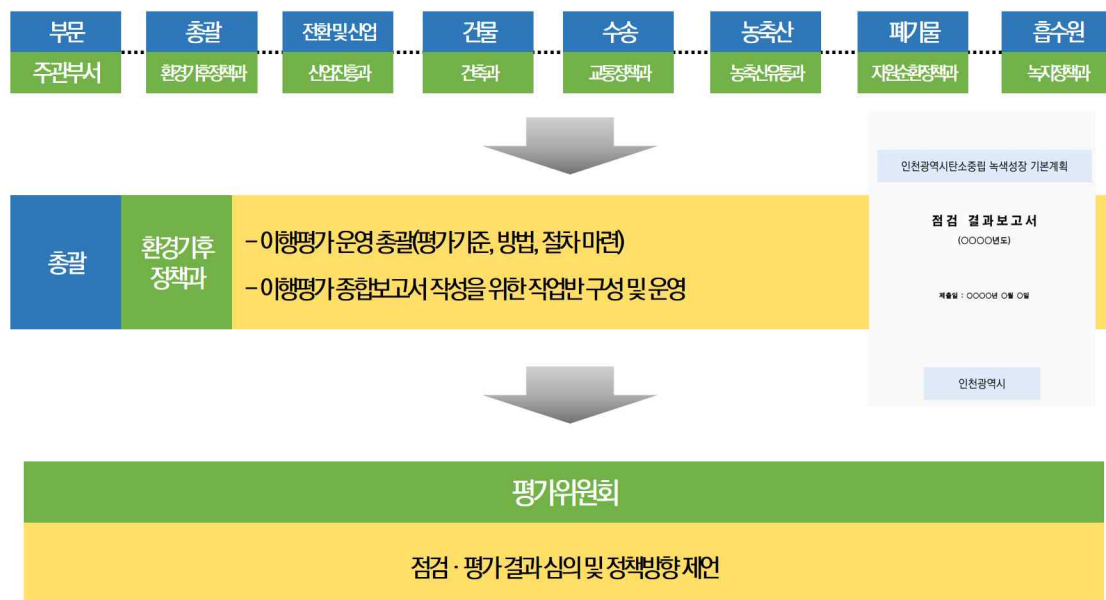 부문 총괄 전환 및 산업 건물 수송 농축산 폐기물 흡수원
주관부서 환경기후정책과 산업진흥과 건축과 교통정책과 농축산유통과 자원순환정책과 녹지정책과
인천광역시탄소중립 녹색성장 기본계획
점검 결과보고서
(OOOO년도)
제출일 : OOOO년 O월 O일
인천광역시
총괄
환경기후
정책과
- 이행평가 운영 총괄(평가기준, 방법, 절차 마련)
- 이행평가 종합보고서 작성을 위한 작업반 구성 및 운영
평가위원회
점검 · 평가 결과 심의 및 정책방향 제언